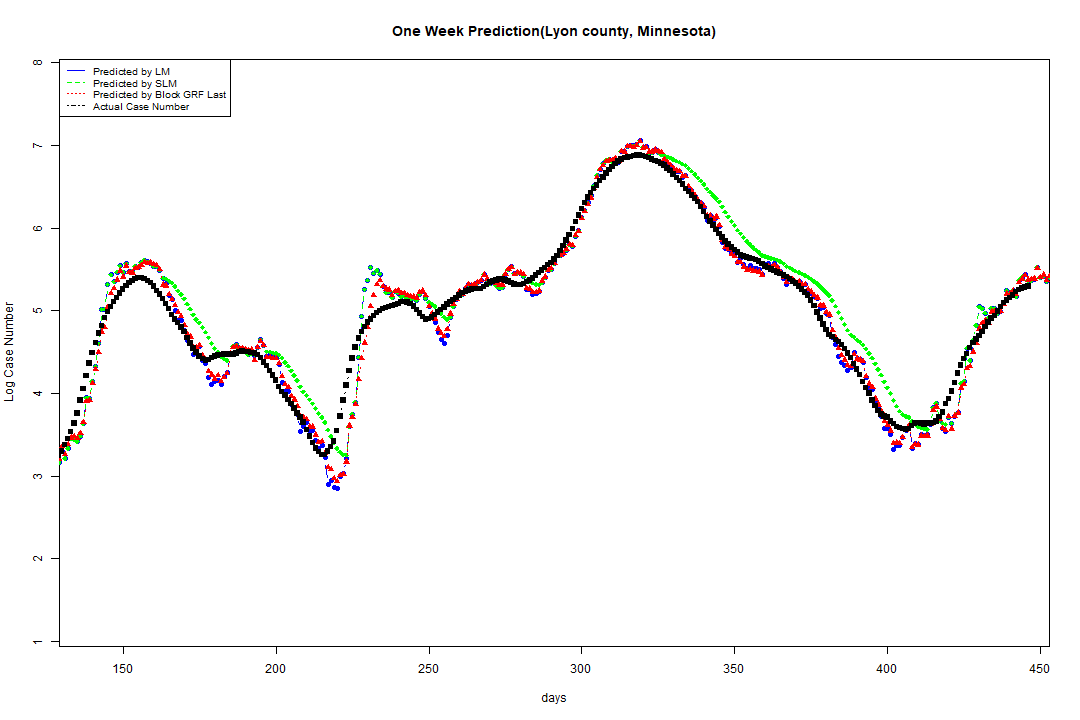 One Week Prediction(Lyon county, Minnesota)
Predicted by LM
Predicted by SLM
Predicted by Block GRF Last
Actual Case Number
8
7
6
5
4
3
2
1
Log Case Number
150 200 250 300 350 400 450
days